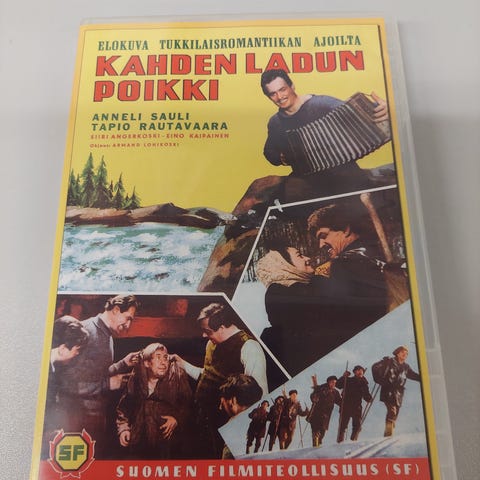 ELOKUVA TUKKILAISROMANTIIKAN AJOILTA
KAHDEN LADUN
POIKKI
ANNELI SAULI
TAPIO RAUTAVAARA
SIIRI ANGERKOSKI - EINO KAIPAINEN
Ohjaus: ARMAND LOHIKOSKI
SF
SUOMEN FILMITEOLLISUUS (SF)